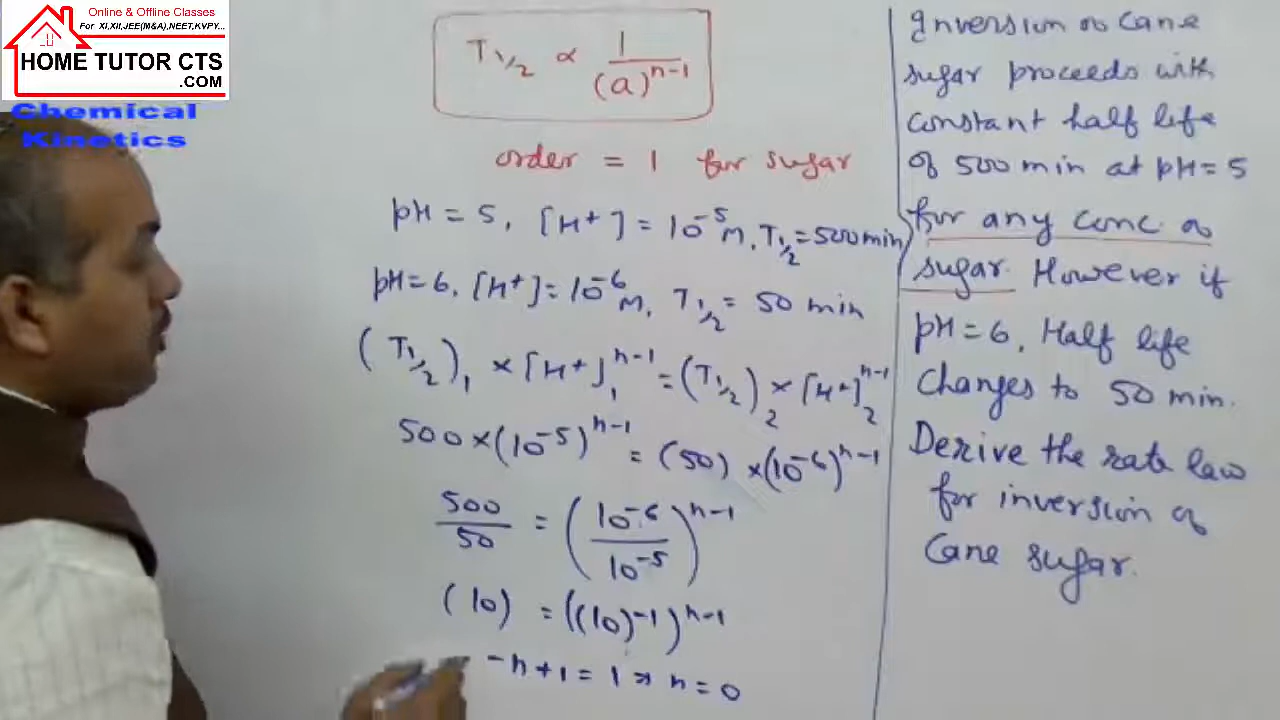 Online & Offline Classes
For XI,XII,JEE(M&A),NEET,KVPY...
HOME TUTOR CTS
.COM
Chemical
Kinetics
T1/2 ∝ 1/(a)^n-1
order = 1 for sugar
pH = 5, [H+] = 10^-5 M, T1/2 = 500 min
pH = 6, [H+] = 10^-6 M, T1/2 = 50 min
(T1/2)1 × [H+]1^n-1 = (T1/2)2 × [H+]2^n-1
500 × (10^-5)^n-1 = (50) × (10^-6)^n-1
500/50 = (10^-6/10^-5)^n-1
(10) = ((10)^-1)^n-1
-n+1 = 1 ⇒ n = 0
Inversion of Cane
sugar proceeds with
constant half life
of 500 min at pH = 5
for any conc of
sugar. However if
pH = 6, Half life
Changes to 50 min.
Derive the rate law
for inversion of
Cane sugar.